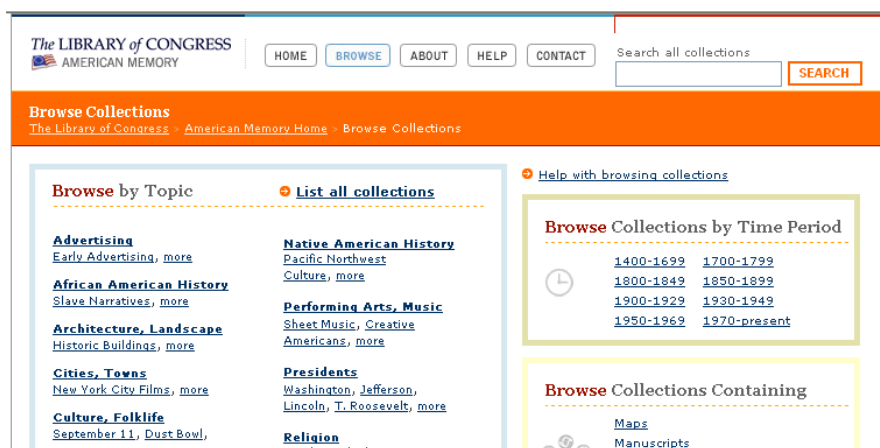 The LIBRARY of CONGRESS
AMERICAN MEMORY
HOME BROWSE ABOUT HELP CONTACT
Search all collections
SEARCH
Browse Collections
The Library of Congress > American Memory Home > Browse Collections
Browse by Topic
List all collections
Advertising
Early Advertising, more
African American History
Slave Narratives, more
Architecture, Landscape
Historic Buildings, more
Cities, Towns
New York City Films, more
Culture, Folklife
September 11, Dust Bowl,
Native American History
Pacific Northwest
Culture, more
Performing Arts, Music
Sheet Music, Creative
Americans, more
Presidents
Washington, Jefferson,
Lincoln, T. Roosevelt, more
Religion
Help with browsing collections
Browse Collections by Time Period
1400-1699 1700-1799
1800-1849 1850-1899
1900-1929 1930-1949
1950-1969 1970-present
Browse Collections Containing
Maps
Manuscripts